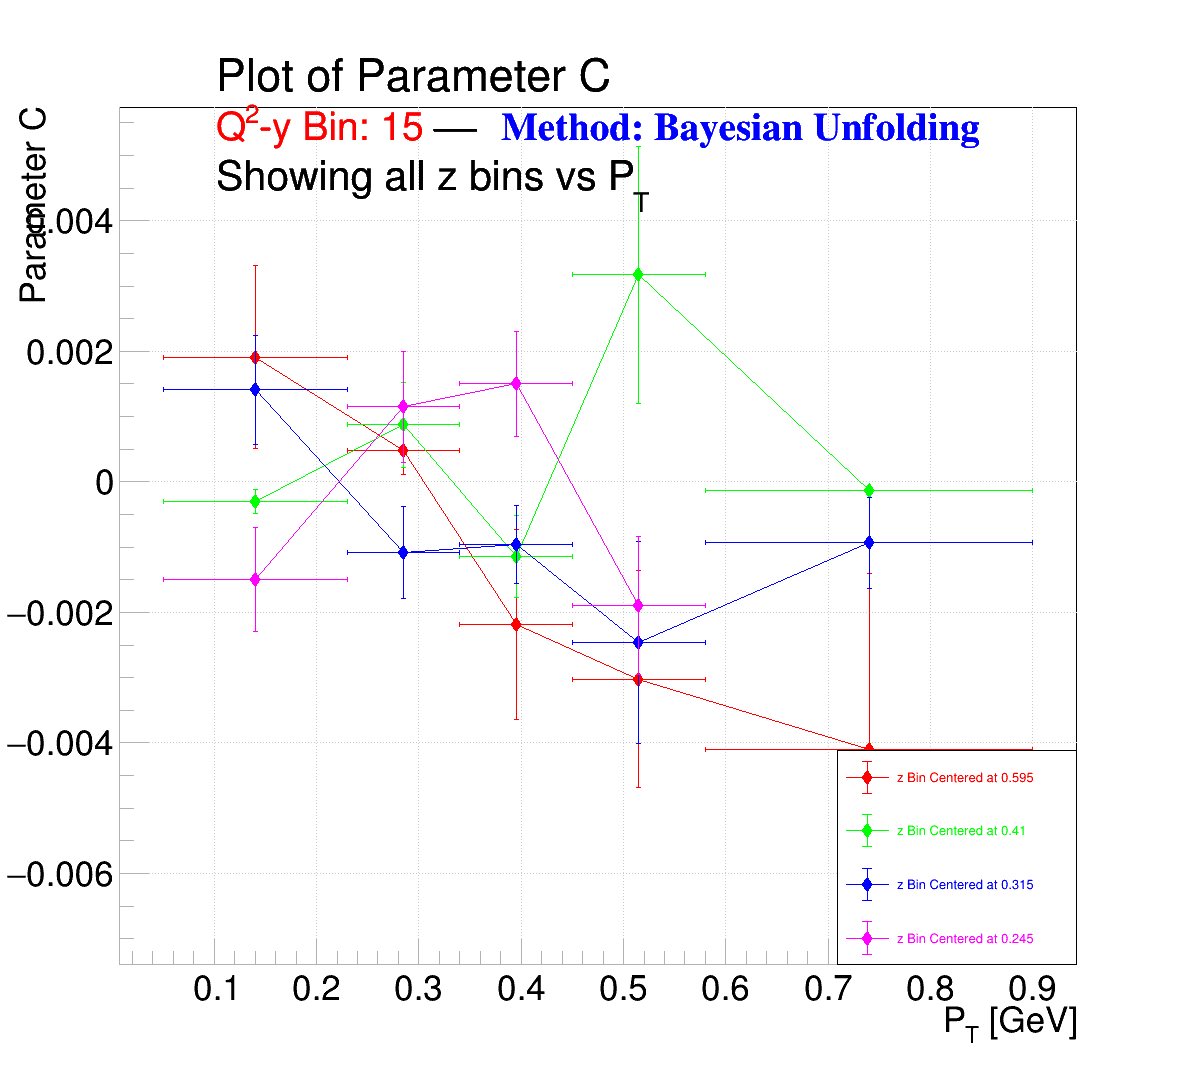 Plot of Parameter C
Q²-y Bin: 15 — Method: Bayesian Unfolding
Showing all z bins vs P_T
Parameter C
0.004
0.002
0
−0.002
−0.004
−0.006
z Bin Centered at 0.595
z Bin Centered at 0.41
z Bin Centered at 0.315
z Bin Centered at 0.245
0.1 0.2 0.3 0.4 0.5 0.6 0.7 0.8 0.9
P_T [GeV]